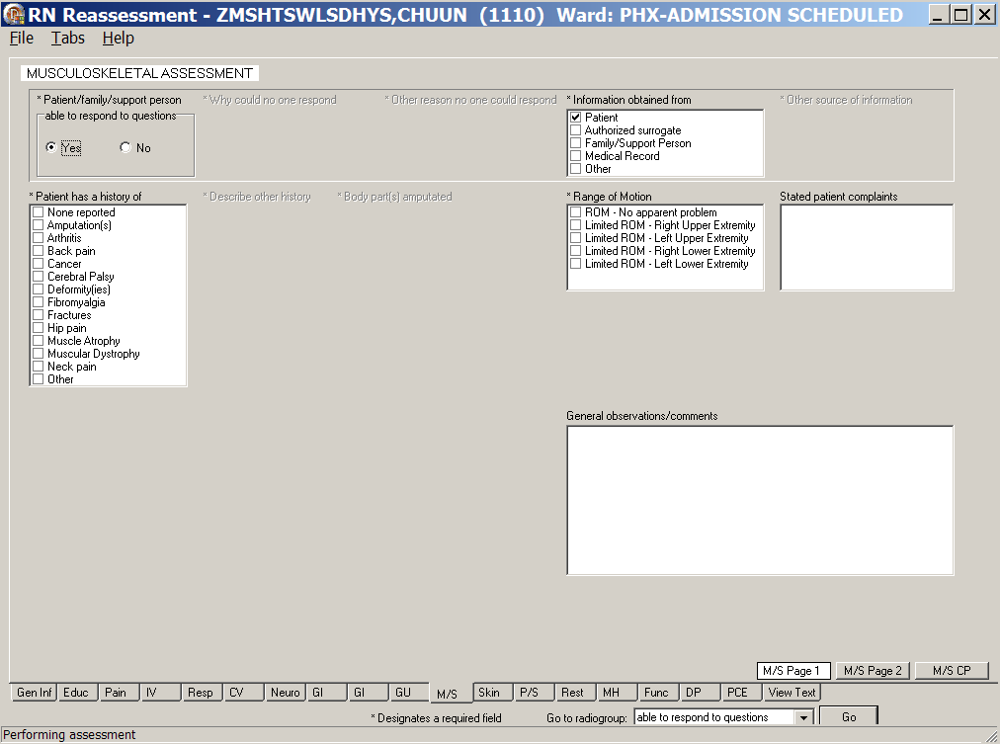 RN Reassessment - ZMSHTSWLSDHYS,CHUUN (1110) Ward: PHX-ADMISSION SCHEDULED
File Tabs Help
MUSCULOSKELETAL ASSESSMENT
* Patient/family/support person
able to respond to questions
Yes No
* Why could no one respond
* Other reason no one could respond
* Information obtained from
Patient
Authorized surrogate
Family/Support Person
Medical Record
Other
* Other source of information
* Patient has a history of
None reported
Amputation(s)
Arthritis
Back pain
Cancer
Cerebral Palsy
Deformity(ies)
Fibromyalgia
Fractures
Hip pain
Muscle Atrophy
Muscular Dystrophy
Neck pain
Other
* Describe other history
* Body part(s) amputated
* Range of Motion
ROM - No apparent problem
Limited ROM - Right Upper Extremity
Limited ROM - Left Upper Extremity
Limited ROM - Right Lower Extremity
Limited ROM - Left Lower Extremity
Stated patient complaints
General observations/comments
M/S Page 1 M/S Page 2 M/S CP
Gen Inf Educ Pain IV Resp CV Neuro GI GI GU M/S Skin P/S Rest MH Func DP PCE View Text
* Designates a required field Go to radiogroup: able to respond to questions Go
Performing assessment